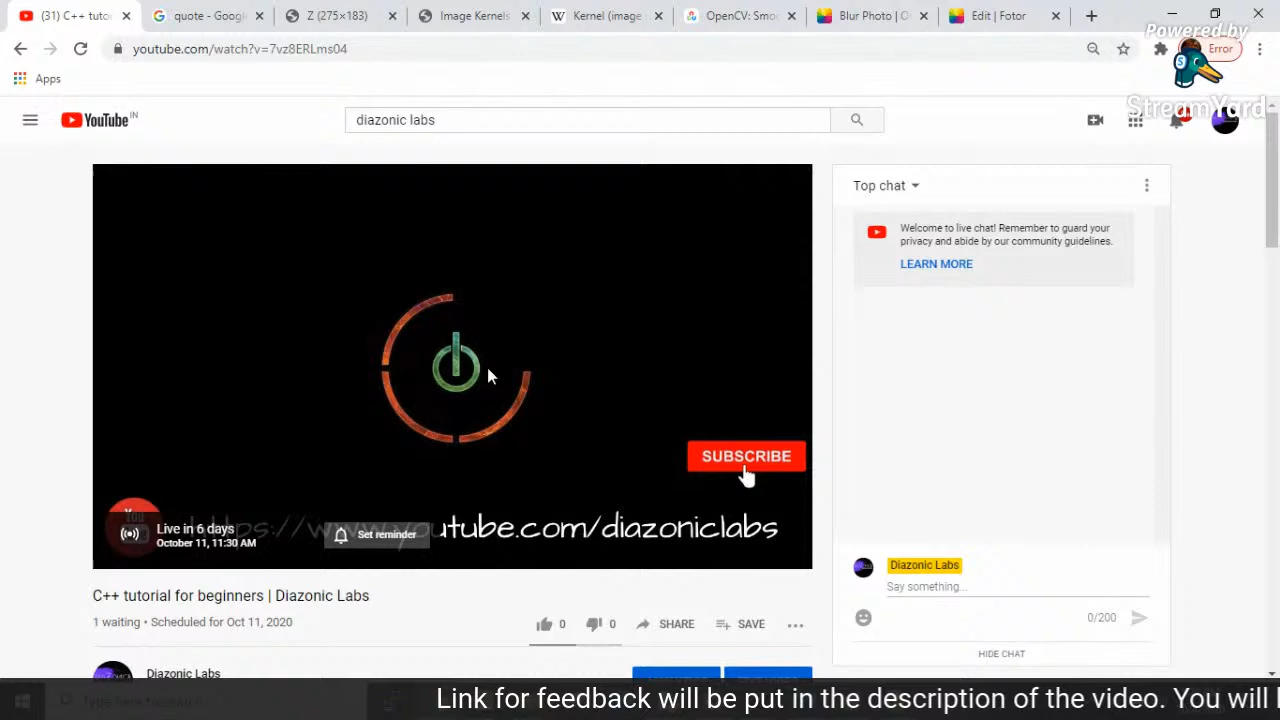 (31) C++ tuto
quote - Googl
Z (275×183)
Image Kernels
Kernel (image
OpenCV: Smoo
Blur Photo | O
Edit | Fotor
Powered by
youtube.com/watch?v=7vz8ERLms04
Error
Apps
StreamYard
YouTube IN
diazonic labs
Top chat
Welcome to live chat! Remember to guard your
privacy and abide by our community guidelines.
LEARN MORE
SUBSCRIBE
You
https://www.youtube.com/diazoniclabs
Live in 6 days
October 11, 11:30 AM
Set reminder
Diazonic Labs
Say something...
0/200
HIDE CHAT
C++ tutorial for beginners | Diazonic Labs
1 waiting • Scheduled for Oct 11, 2020
0
0
SHARE
SAVE
Diazonic Labs
Link for feedback will be put in the description of the video. You will